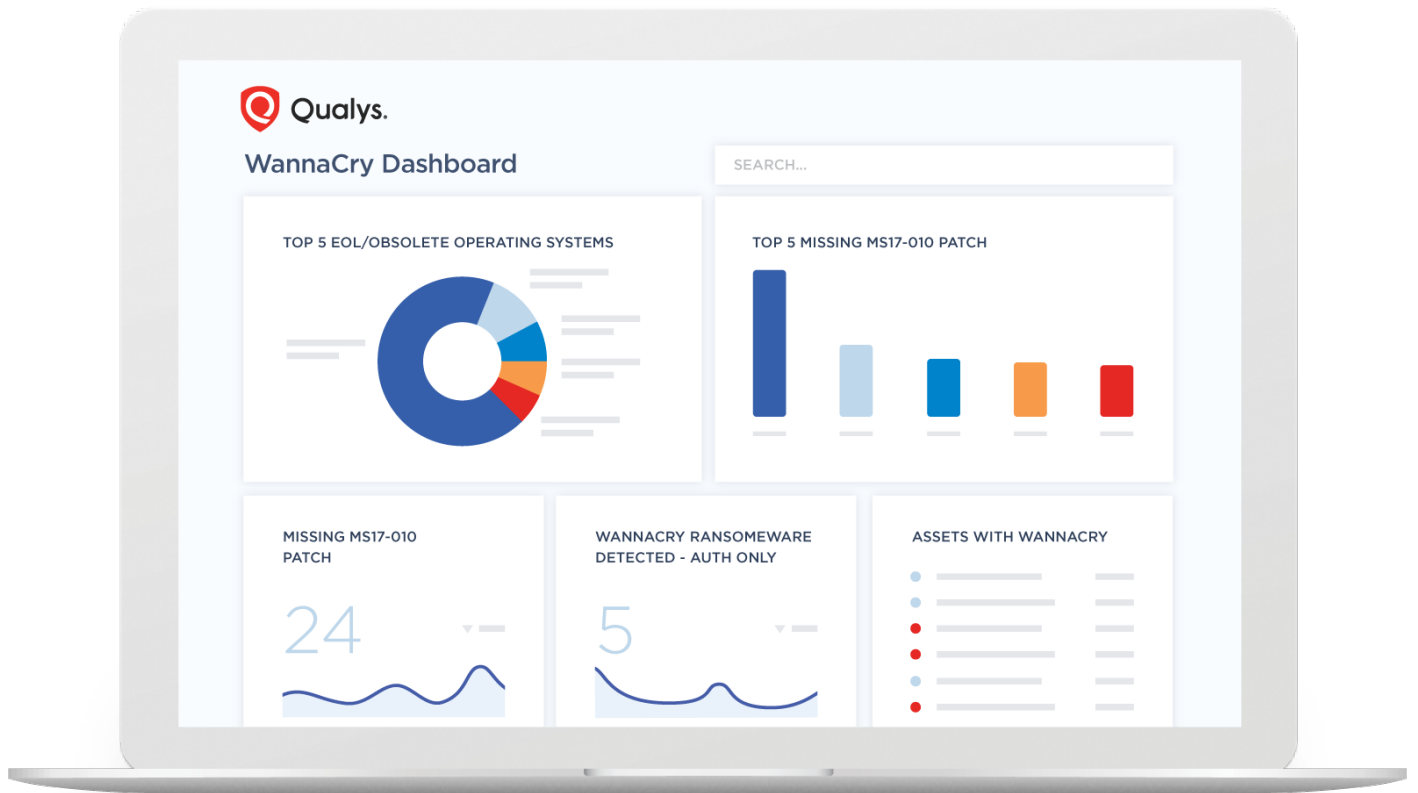 Qualys.
WannaCry Dashboard
SEARCH...
TOP 5 EOL/OBSOLETE OPERATING SYSTEMS
TOP 5 MISSING MS17-010 PATCH
MISSING MS17-010
PATCH
24
WANNACRY RANSOMEWARE
DETECTED - AUTH ONLY
5
ASSETS WITH WANNACRY